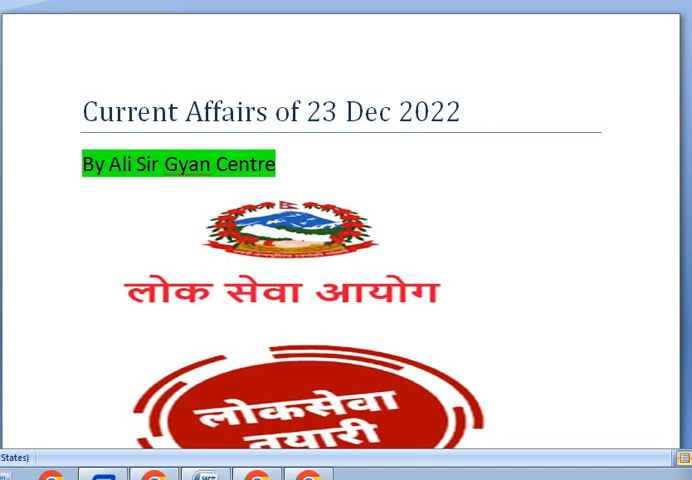 Current Affairs of 23 Dec 2022
By Ali Sir Gyan Centre
लोक सेवा आयोग
लोकसेवा
तयारी
States)